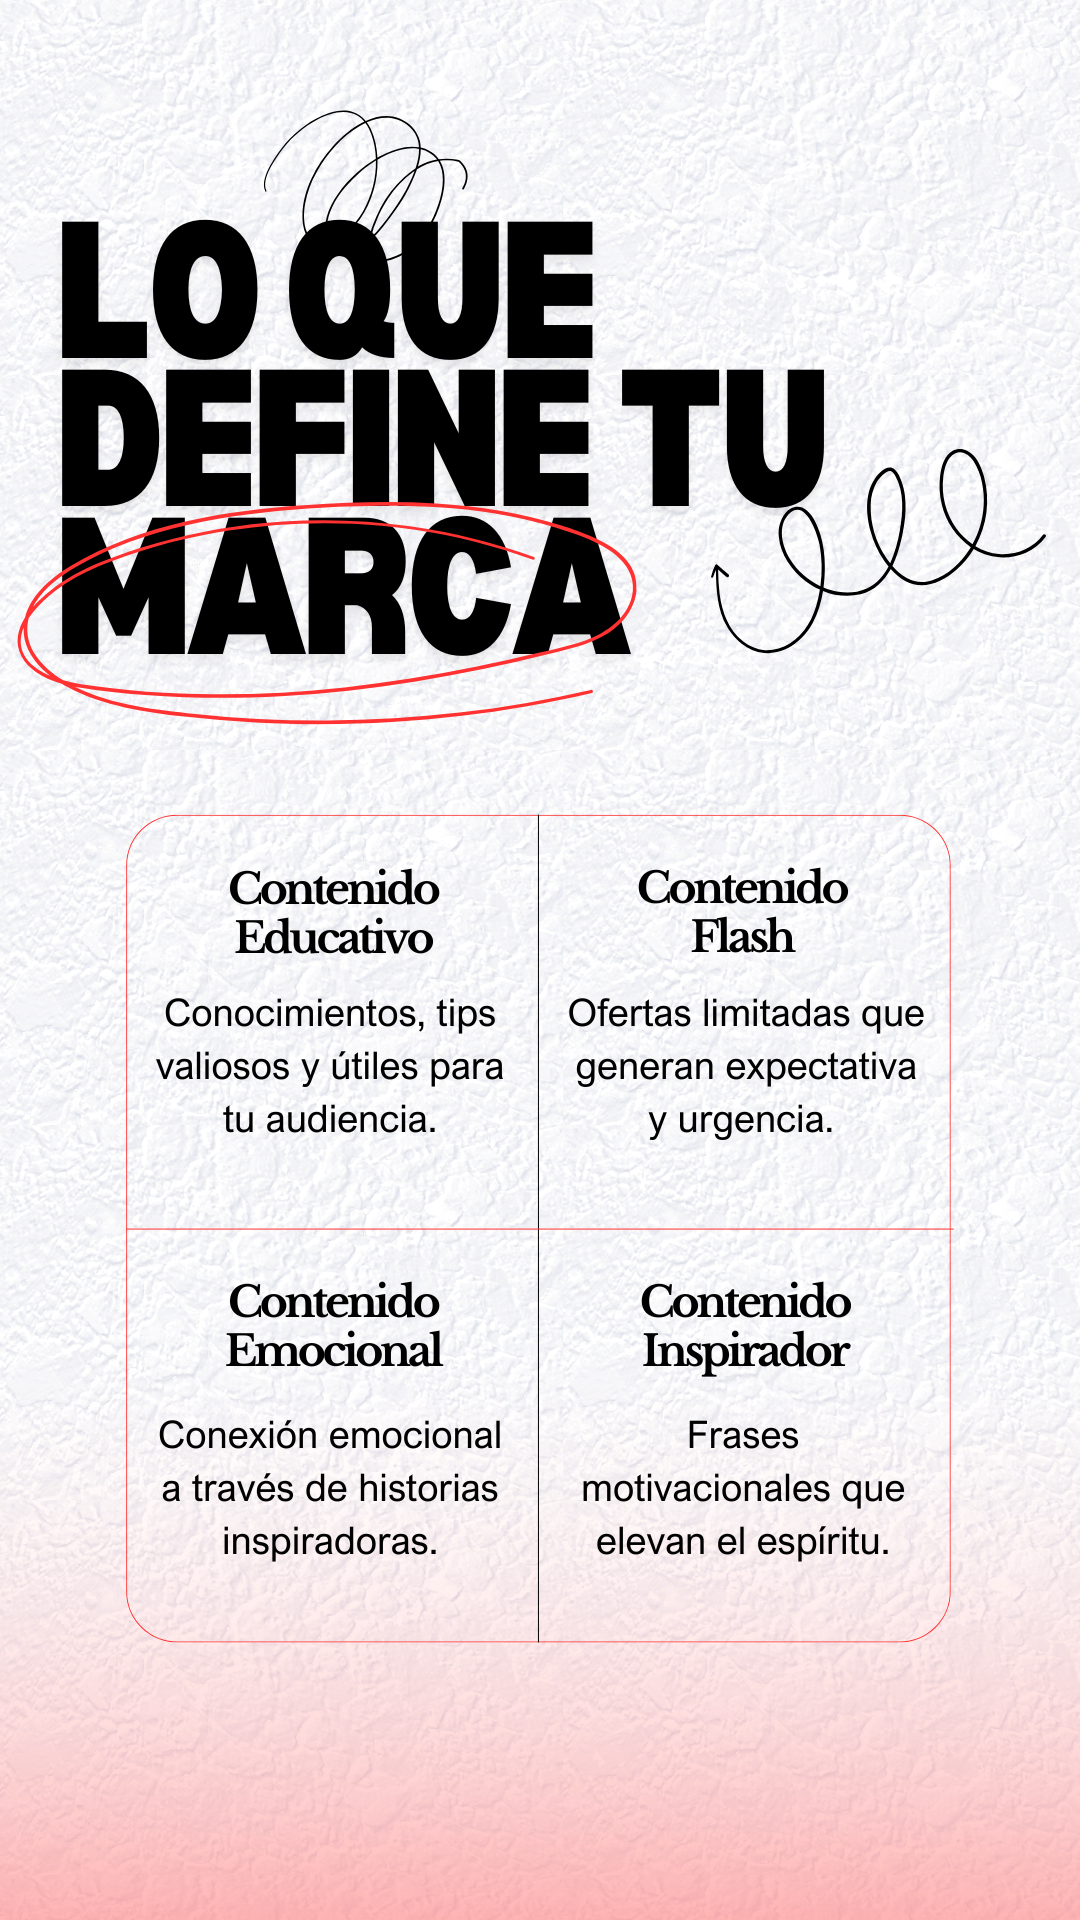 LO QUE
DEFINE TU
MARCA
Contenido
Educativo
Conocimientos, tips
valiosos y útiles para
tu audiencia.
Contenido
Flash
Ofertas limitadas que
generan expectativa
y urgencia.
Contenido
Emocional
Conexión emocional
a través de historias
inspiradoras.
Contenido
Inspirador
Frases
motivacionales que
elevan el espíritu.